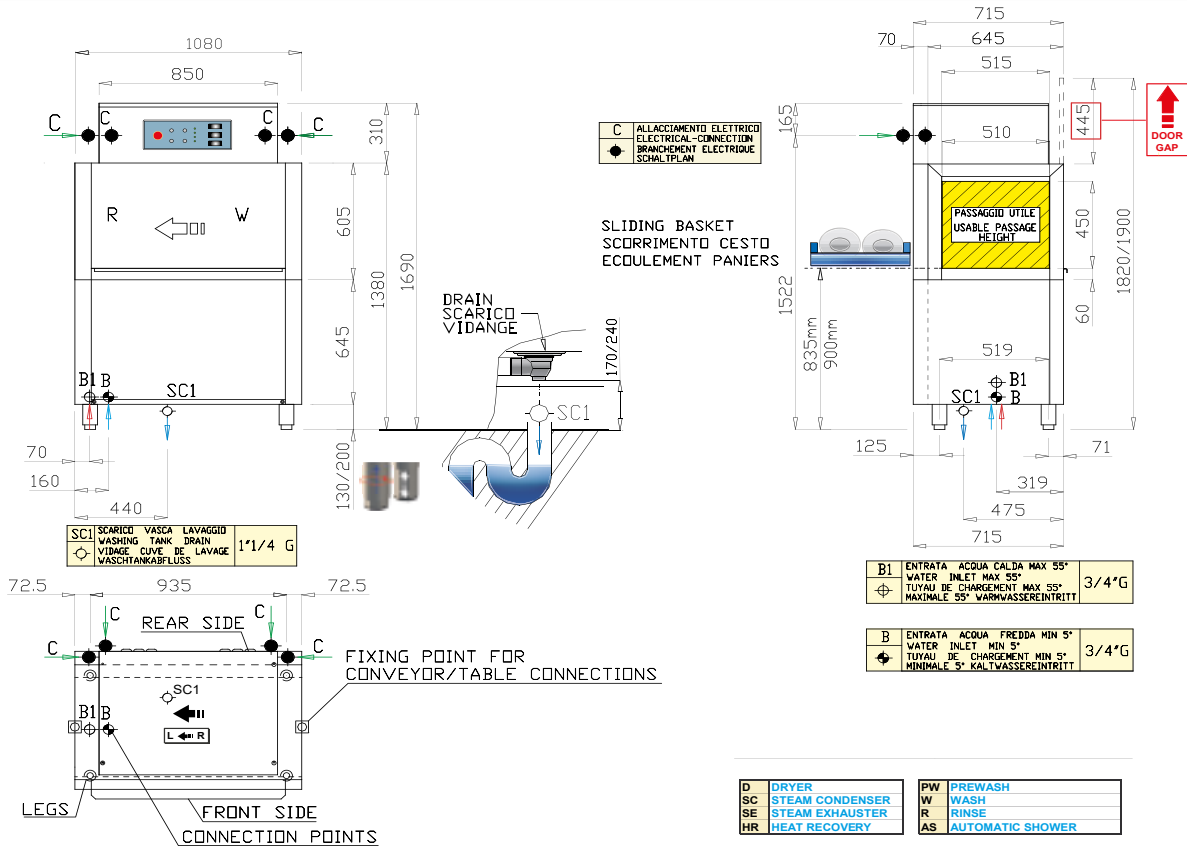 1080
850
C
C
C
310
R
W
605
1380
1690
645
B1
B
SC1
70
160
440
130/200
DRAIN
SCARICO
VIDANGE
170/240
SC1
SC1
SCARICO VASCA LAVAGGIO
WASHING TANK DRAIN
VIDAGE CUVE DE LAVAGE
WASCHTANKABFLUSS
1"1/4 G
C
ALLACCIAMENTO ELETTRICO
ELECTRICAL-CONNECTION
BRANCHEMENT ELECTRIQUE
SCHALTPLAN
SLIDING BASKET
SCORRIMENTO CESTO
ECOULEMENT PANIERS
715
70
645
515
165
510
445
DOOR
GAP
PASSAGGIO UTILE
USABLE PASSAGE
HEIGHT
450
1820/1900
1522
60
835mm
900mm
519
B1
SC1
B
125
71
319
475
715
B1
ENTRATA ACQUA CALDA MAX 55°
WATER INLET MAX 55°
TUYAU DE CHARGEMENT MAX 55°
MAXIMALE 55° WARMWASSEREINTRITT
3/4"G
B
ENTRATA ACQUA FREDDA MIN 5°
WATER INLET MIN 5°
TUYAU DE CHARGEMENT MIN 5°
MINIMALE 5° KALTWASSEREINTRITT
3/4"G
72.5
935
72.5
C
C
C
C
REAR SIDE
FIXING POINT FOR
CONVEYOR/TABLE CONNECTIONS
SC1
B1
B
L R
LEGS
FRONT SIDE
CONNECTION POINTS
D DRYER
SC STEAM CONDENSER
SE STEAM EXHAUSTER
HR HEAT RECOVERY
PW PREWASH
W WASH
R RINSE
AS AUTOMATIC SHOWER